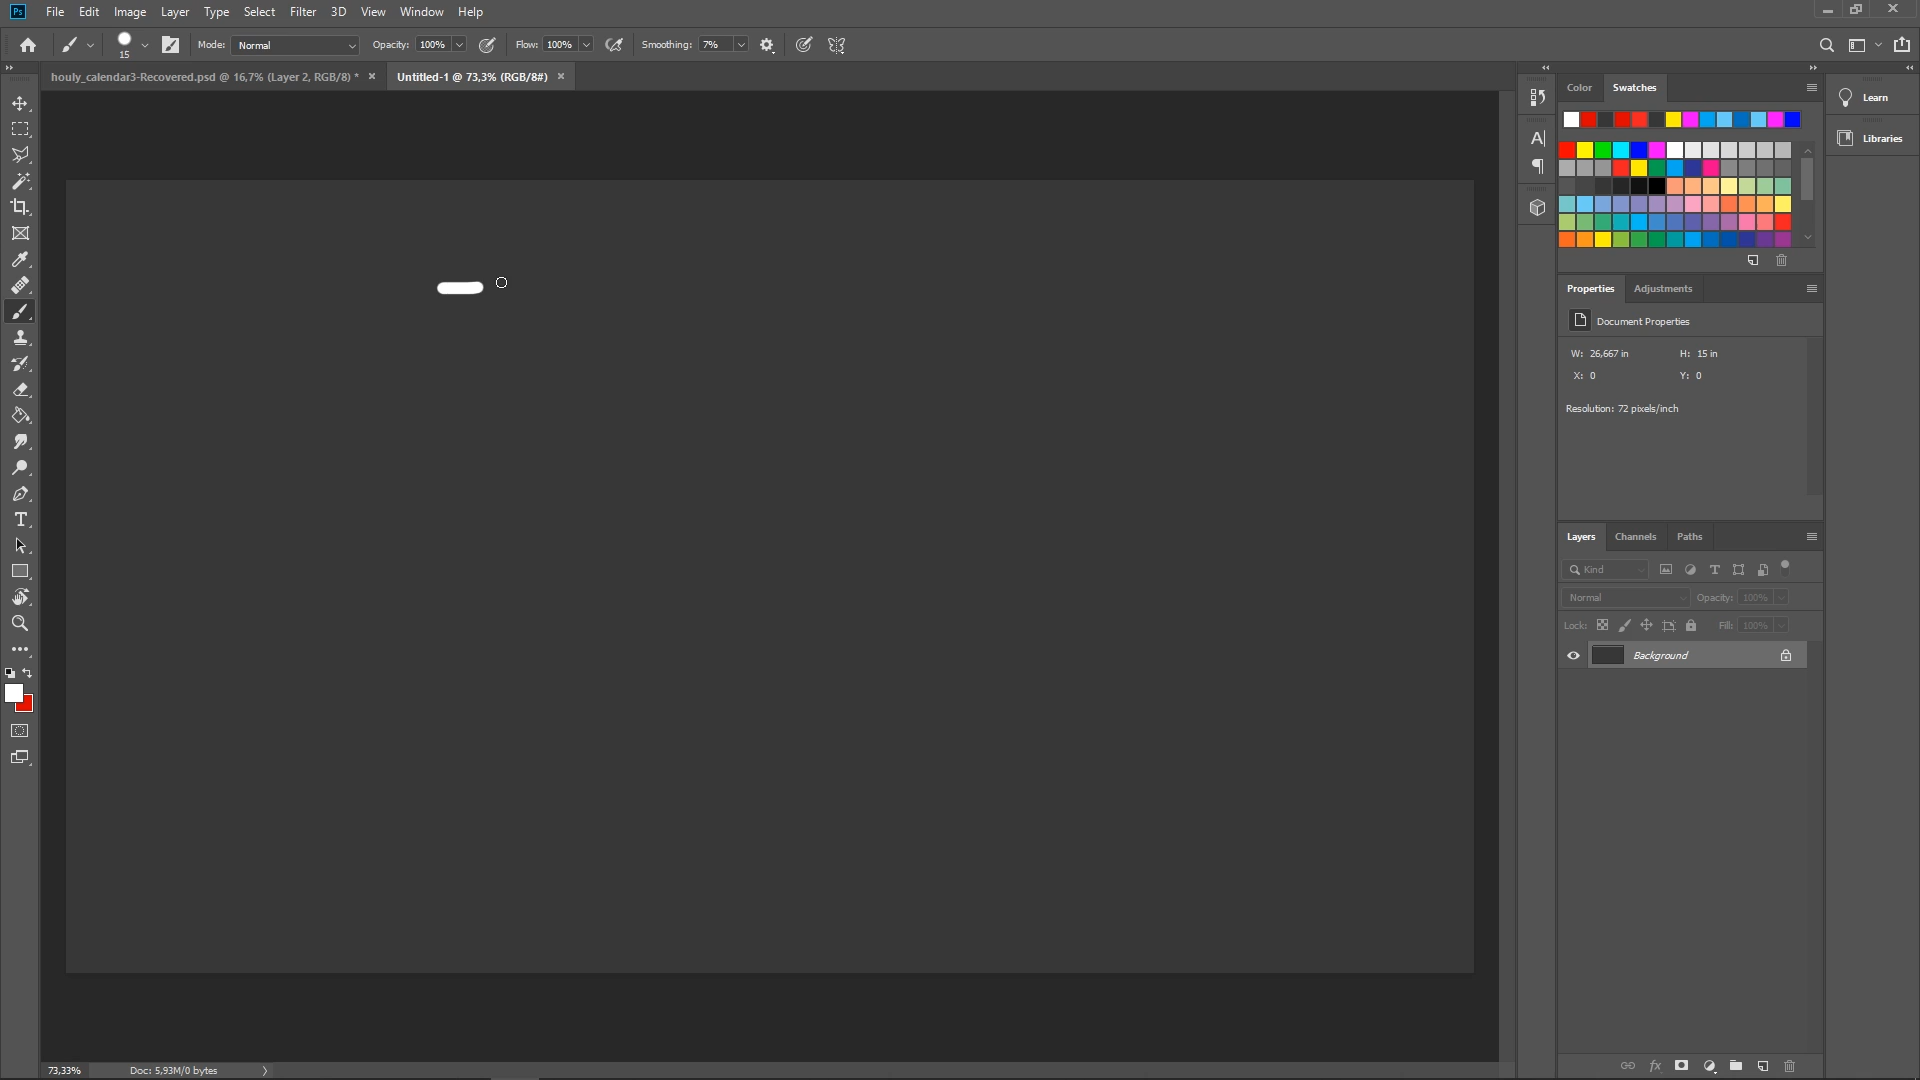 Ps File Edit Image Layer Type Select Filter 3D View Window Help
15 Mode: Normal Opacity: 100% Flow: 100% Smoothing: 7%
houly_calendar3-Recovered.psd @ 16,7% (Layer 2, RGB/8) * × Untitled-1 @ 73,3% (RGB/8#) ×
Color Swatches
Learn
Libraries
Properties Adjustments
Document Properties
W: 26,667 in H: 15 in
X: 0 Y: 0
Resolution: 72 pixels/inch
Layers Channels Paths
Kind
Normal Opacity: 100%
Lock: Fill: 100%
Background
73,33% Doc: 5,93M/0 bytes